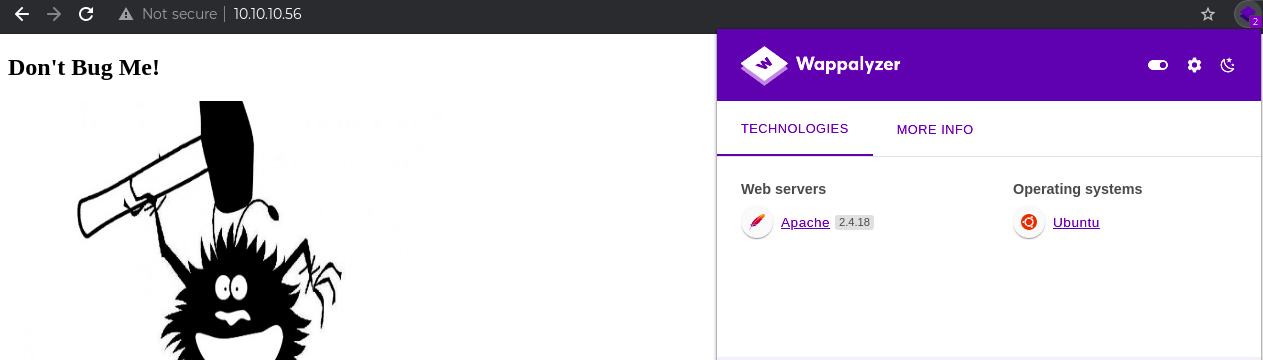 Not secure | 10.10.10.56
2
Don't Bug Me!
W Wappalyzer
TECHNOLOGIES MORE INFO
Web servers Operating systems
Apache 2.4.18 Ubuntu